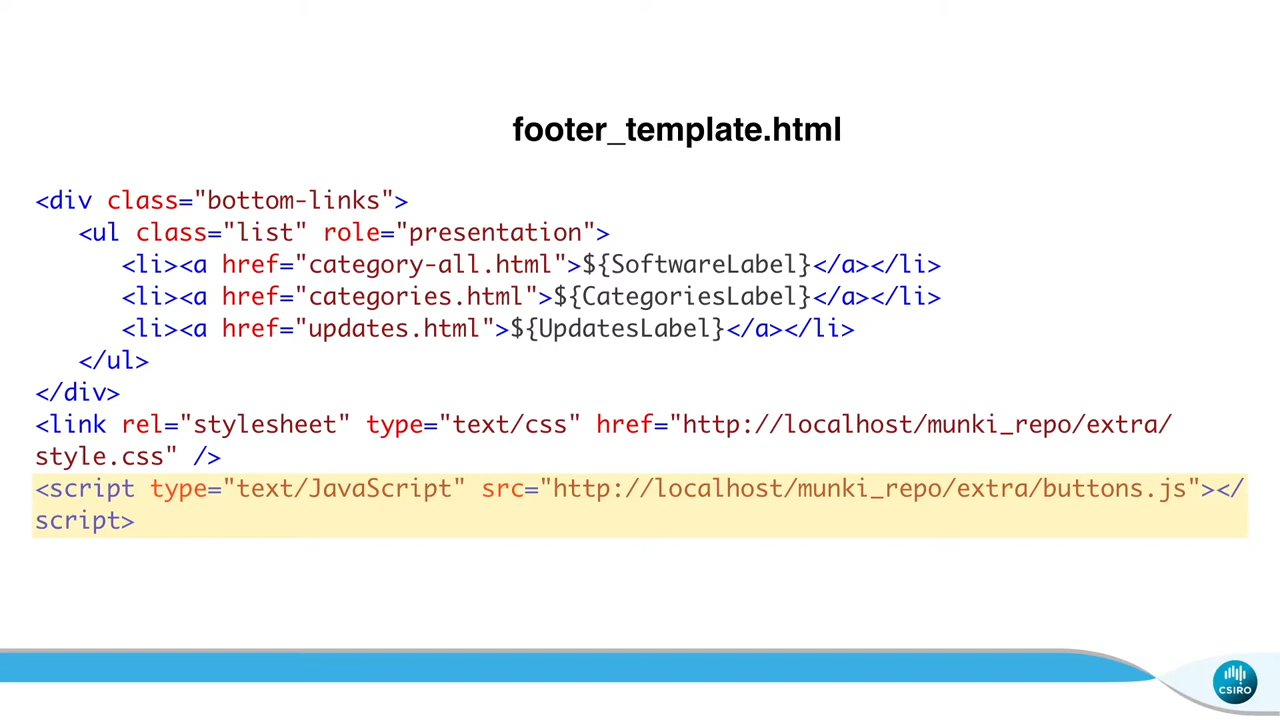 footer_template.html
<div class="bottom-links">
<ul class="list" role="presentation">
<li><a href="category-all.html">${SoftwareLabel}</a></li>
<li><a href="categories.html">${CategoriesLabel}</a></li>
<li><a href="updates.html">${UpdatesLabel}</a></li>
</ul>
</div>
<link rel="stylesheet" type="text/css" href="http://localhost/munki_repo/extra/
style.css" />
<script type="text/JavaScript" src="http://localhost/munki_repo/extra/buttons.js"></
script>
CSIRO